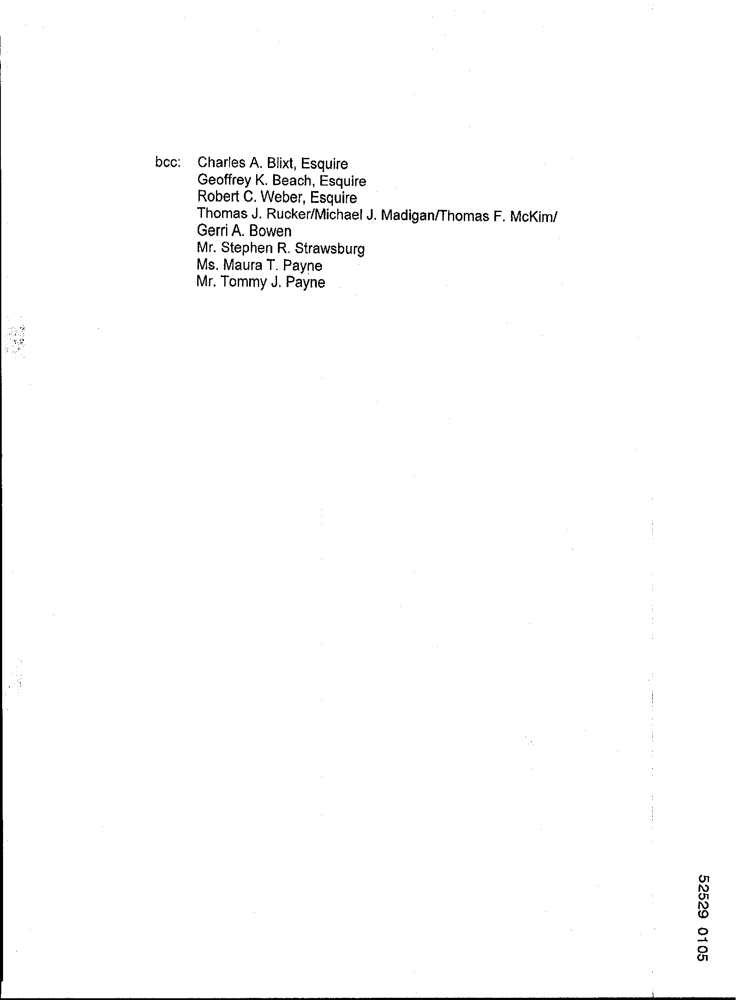 bcc: Charles A. Blixt, Esquire
Geoffrey K. Beach, Esquire
Robert C. Weber, Esquire
Thomas J. Rucker/Michael J. Madigan/Thomas F. McKim/
Gerri A. Bowen
Mr. Stephen R. Strawsburg
Ms. Maura T. Payne
Mr. Tommy J. Payne
52529 0105